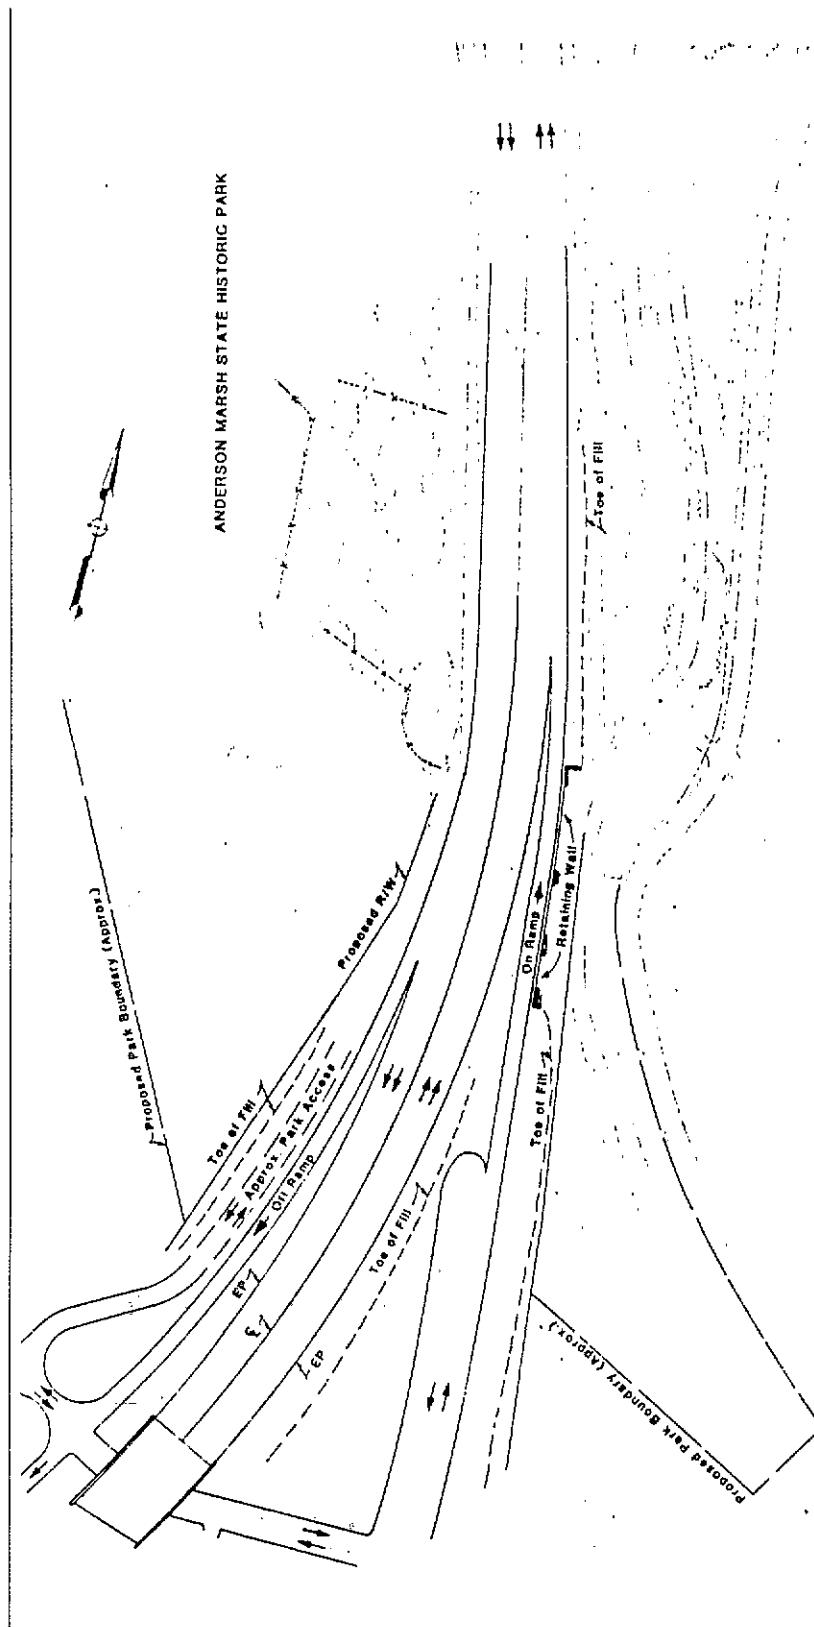 ANDERSON MARSH STATE HISTORIC PARK
Toe of Fill
Proposed R/W
Proposed Park Boundary (Approx.)
On Ramp
Retaining Wall
Toe of Fill
Approx. Park Access
Off Ramp
Toe of Fill
Toe of Fill
EP
EP
Proposed Park Boundary (Approx.)